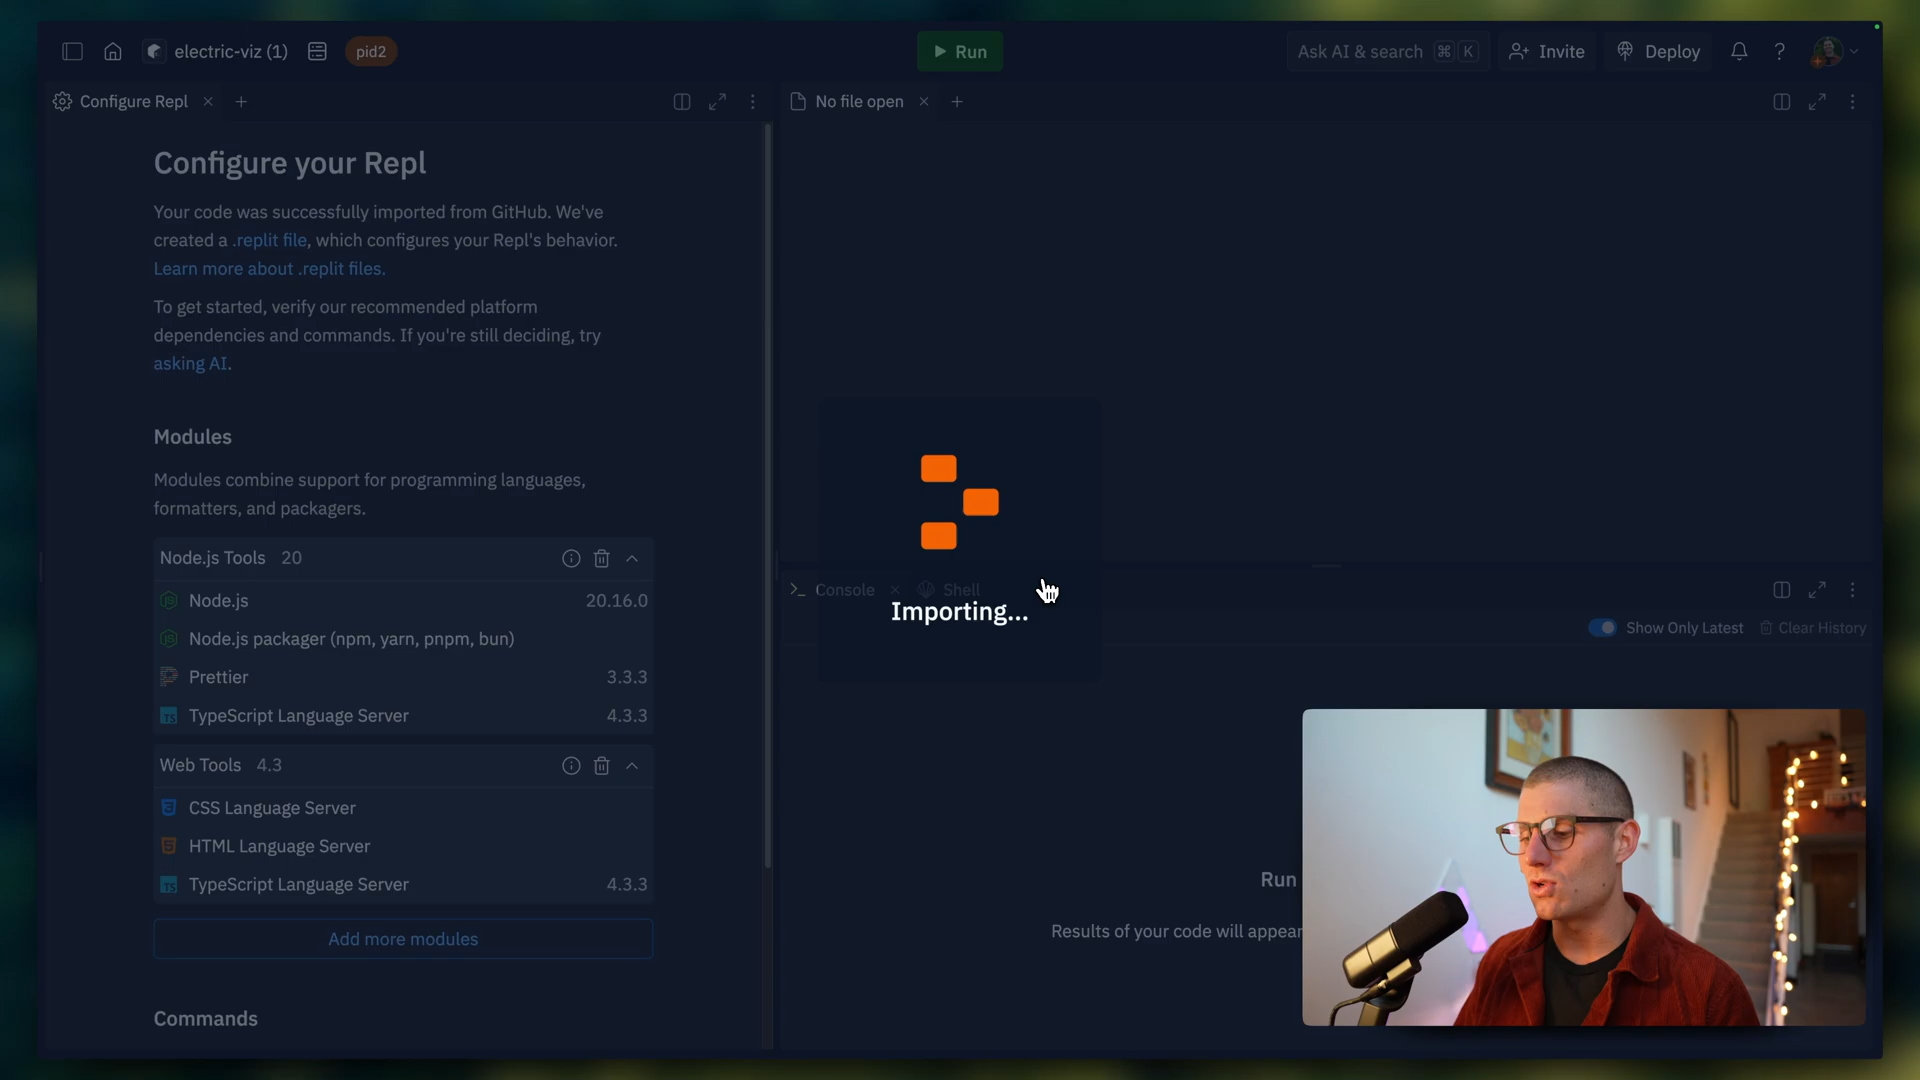 electric-viz (1)
pid2
Run
Ask AI & search ⌘ K
Invite
Deploy
?
Configure Repl
No file open
Configure your Repl
Your code was successfully imported from GitHub. We've
created a .replit file, which configures your Repl's behavior.
Learn more about .replit files.
To get started, verify our recommended platform
dependencies and commands. If you're still deciding, try
asking AI.
Modules
Modules combine support for programming languages,
formatters, and packagers.
Node.js Tools 20
Node.js 20.16.0
Node.js packager (npm, yarn, pnpm, bun)
Prettier 3.3.3
TypeScript Language Server 4.3.3
Web Tools 4.3
CSS Language Server
HTML Language Server
TypeScript Language Server 4.3.3
Add more modules
Commands
Console
Shell
Importing...
Show Only Latest
Clear History
Run
Results of your code will appear